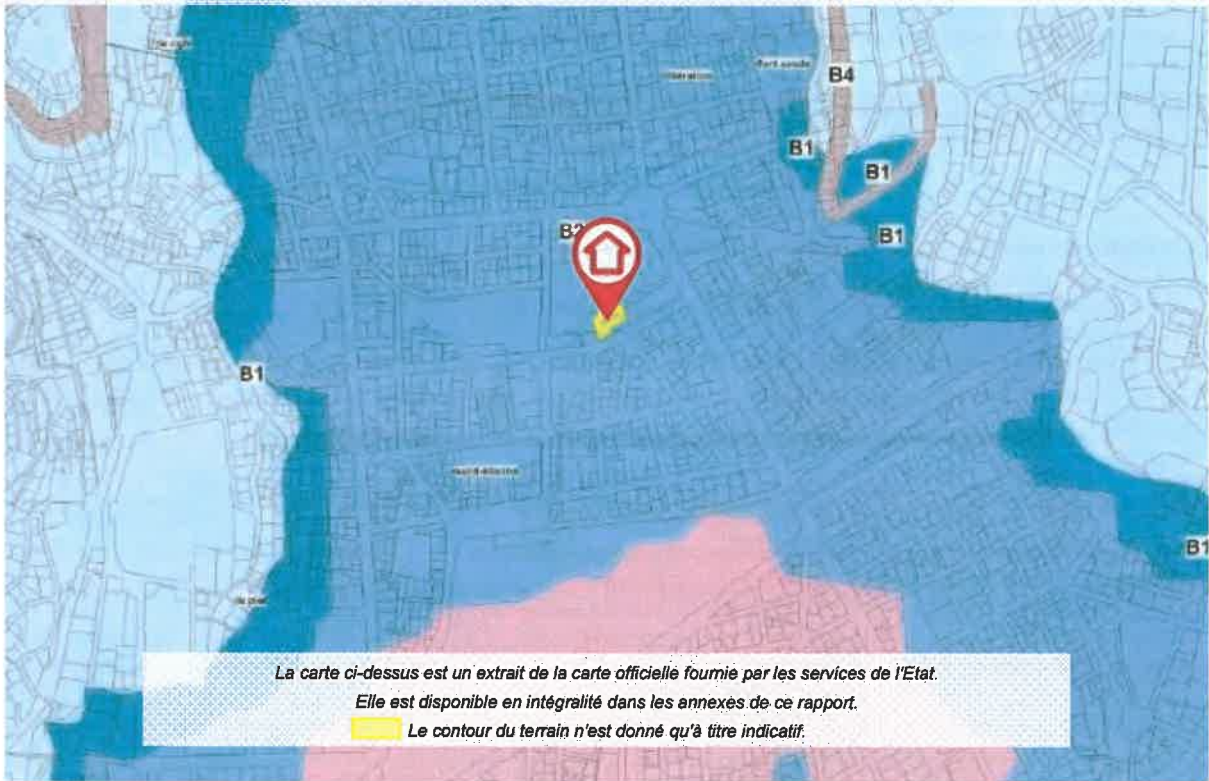 B4
B1
B1
B1
B1
B1
La carte ci-dessus est un extrait de la carte officielle fournie par les services de l'Etat.
Elle est disponible en intégralité dans les annexes de ce rapport.
Le contour du terrain n'est donné qu'à titre indicatif.